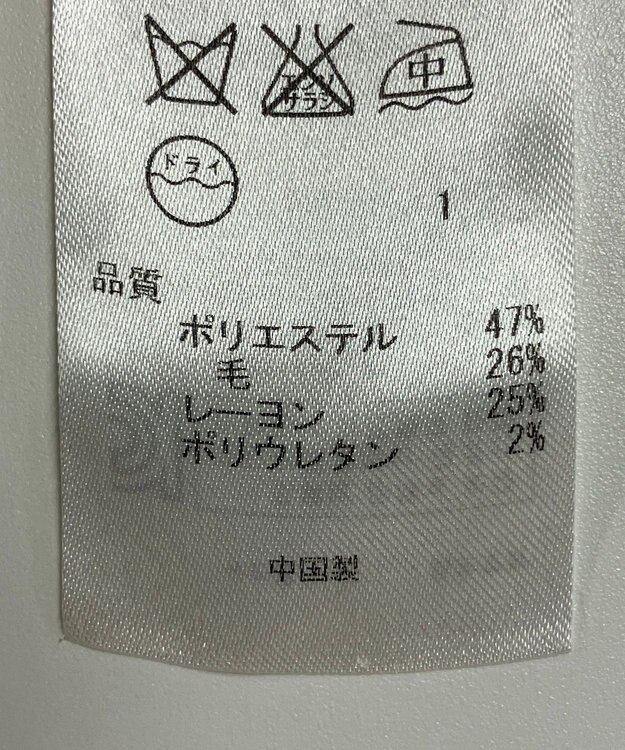 エンソ
サラシ
中
ドライ
1
品質
ポリエステル 47%
毛 26%
レーヨン 25%
ポリウレタン 2%
中国製